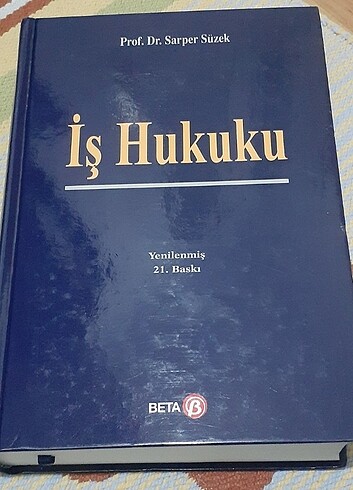 Prof. Dr. Sarper Süzek
İş Hukuku
Yenilenmiş
21. Baskı
BETA β